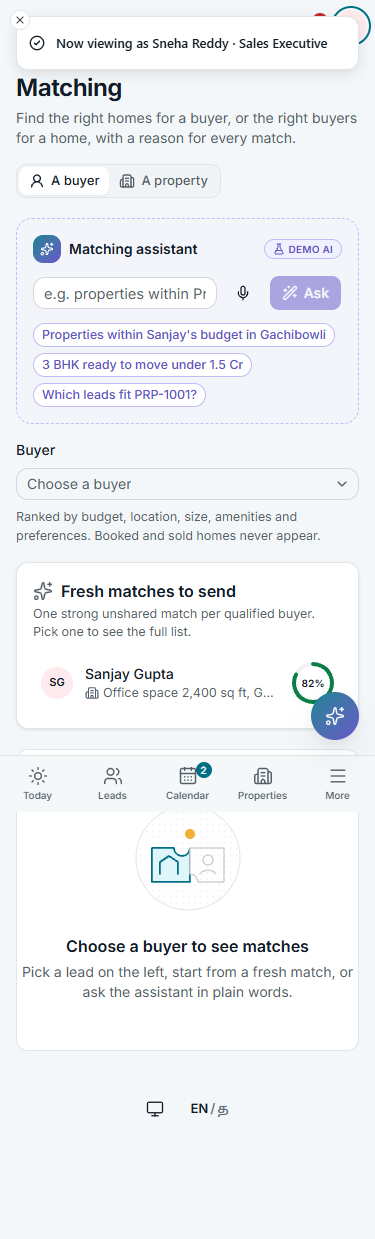 Now viewing as Sneha Reddy · Sales Executive
Matching
Find the right homes for a buyer, or the right buyers
for a home, with a reason for every match.
A buyer
A property
Matching assistant
DEMO AI
e.g. properties within Pr
Ask
Properties within Sanjay's budget in Gachibowli
3 BHK ready to move under 1.5 Cr
Which leads fit PRP-1001?
Buyer
Choose a buyer
Ranked by budget, location, size, amenities and
preferences. Booked and sold homes never appear.
Fresh matches to send
One strong unshared match per qualified buyer.
Pick one to see the full list.
SG
Sanjay Gupta
Office space 2,400 sq ft, G...
82%
Today
Leads
2
Calendar
Properties
More
Choose a buyer to see matches
Pick a lead on the left, start from a fresh match, or
ask the assistant in plain words.
EN / த